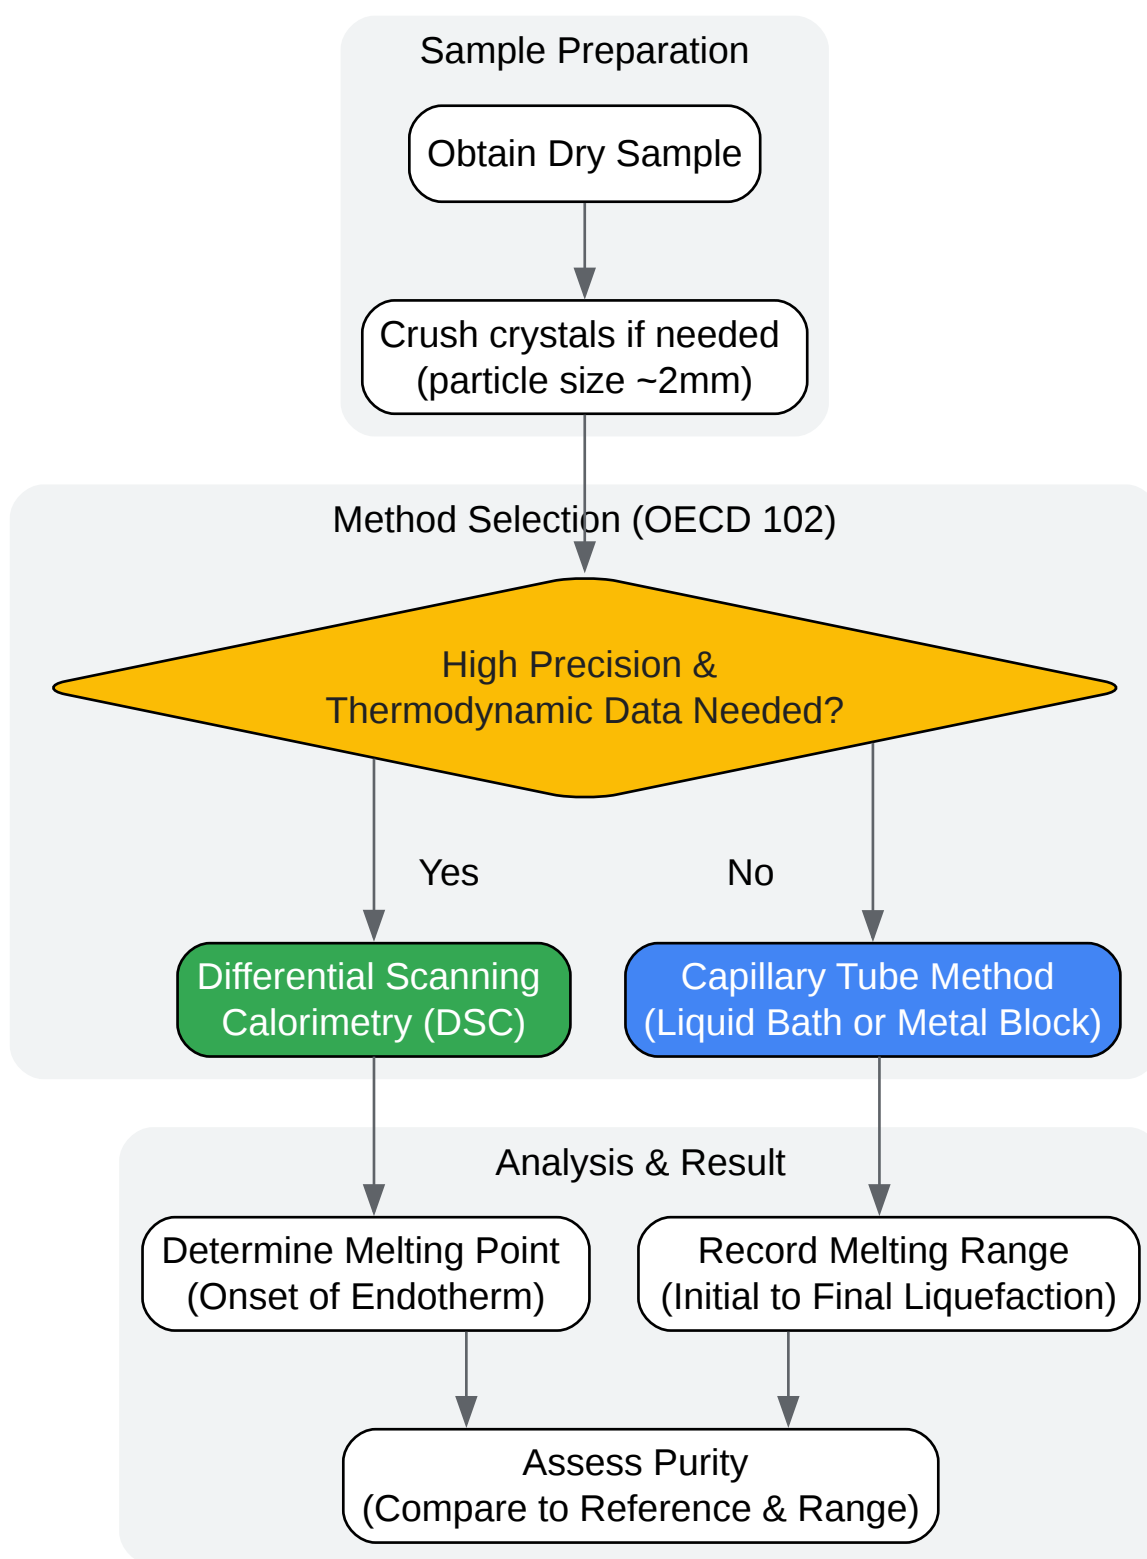 Sample Preparation
Obtain Dry Sample
Crush crystals if needed
(particle size ~2mm)
Method Selection (OECD 102)
High Precision &
Thermodynamic Data Needed?
Yes
No
Differential Scanning
Calorimetry (DSC)
Capillary Tube Method
(Liquid Bath or Metal Block)
Analysis & Result
Determine Melting Point
(Onset of Endotherm)
Record Melting Range
(Initial to Final Liquefaction)
Assess Purity
(Compare to Reference & Range)